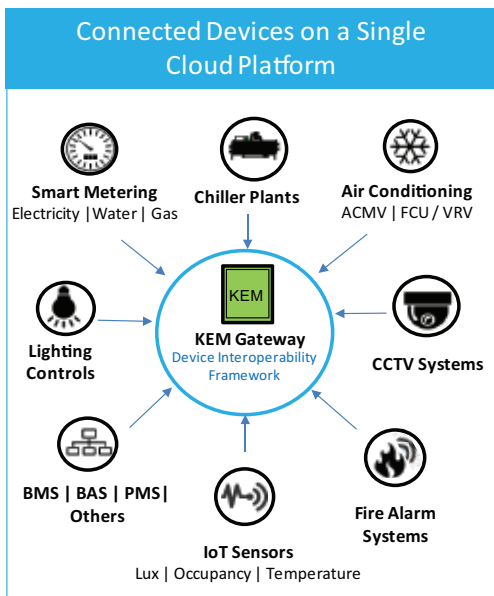 Connected Devices on a Single
Cloud Platform
Smart Metering
Electricity |Water | Gas
Chiller Plants
Air Conditioning
ACMV | FCU / VRV
KEM
KEM Gateway
Device Interoperability
Framework
Lighting
Controls
CCTV Systems
BMS | BAS | PMS|
Others
IoT Sensors
Lux | Occupancy | Temperature
Fire Alarm
Systems